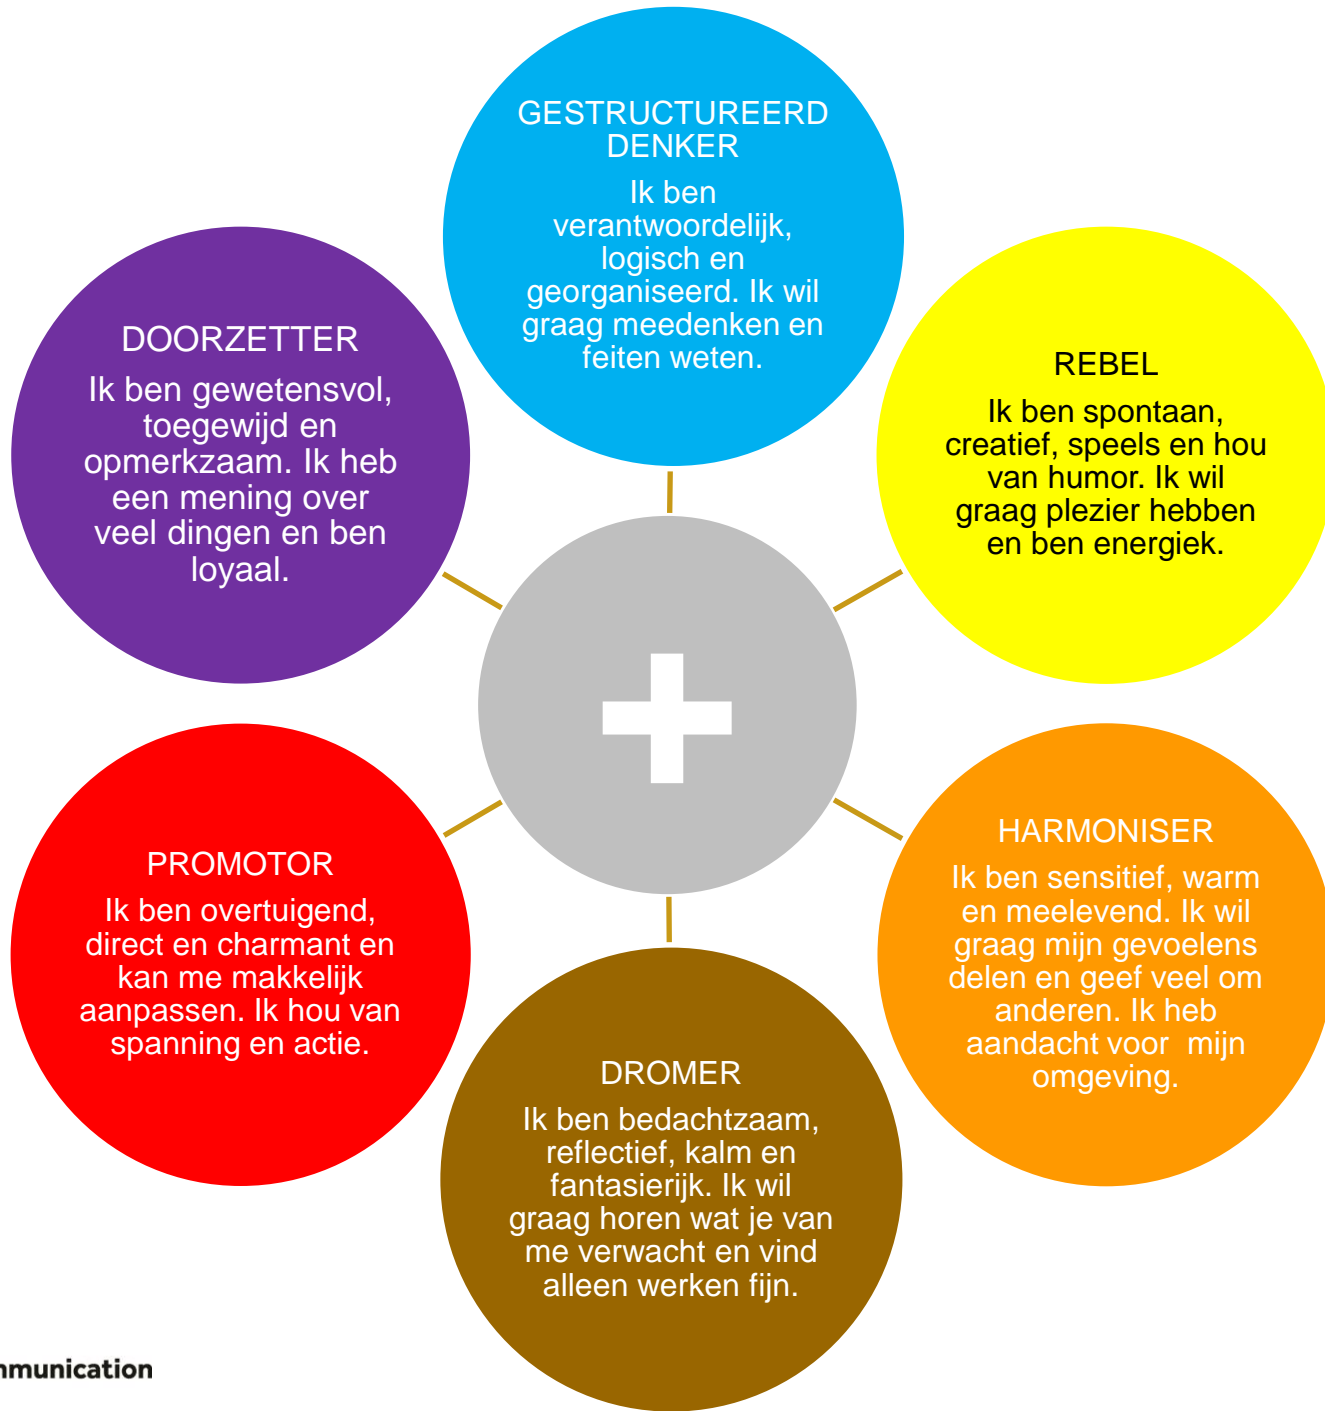 GESTRUCTUREERD
DENKER
Ik ben
verantwoordelijk,
logisch en
georganiseerd. Ik wil
graag meedenken en
feiten weten.
DOORZETTER
Ik ben gewetensvol,
toegewijd en
opmerkzaam. Ik heb
een mening over
veel dingen en ben
loyaal.
REBEL
Ik ben spontaan,
creatief, speels en hou
van humor. Ik wil
graag plezier hebben
en ben energiek.
+
PROMOTOR
Ik ben overtuigend,
direct en charmant en
kan me makkelijk
aanpassen. Ik hou van
spanning en actie.
HARMONISER
Ik ben sensitief, warm
en meelevend. Ik wil
graag mijn gevoelens
delen en geef veel om
anderen. Ik heb
aandacht voor mijn
omgeving.
DROMER
Ik ben bedachtzaam,
reflectief, kalm en
fantasierijk. Ik wil
graag horen wat je van
me verwacht en vind
alleen werken fijn.